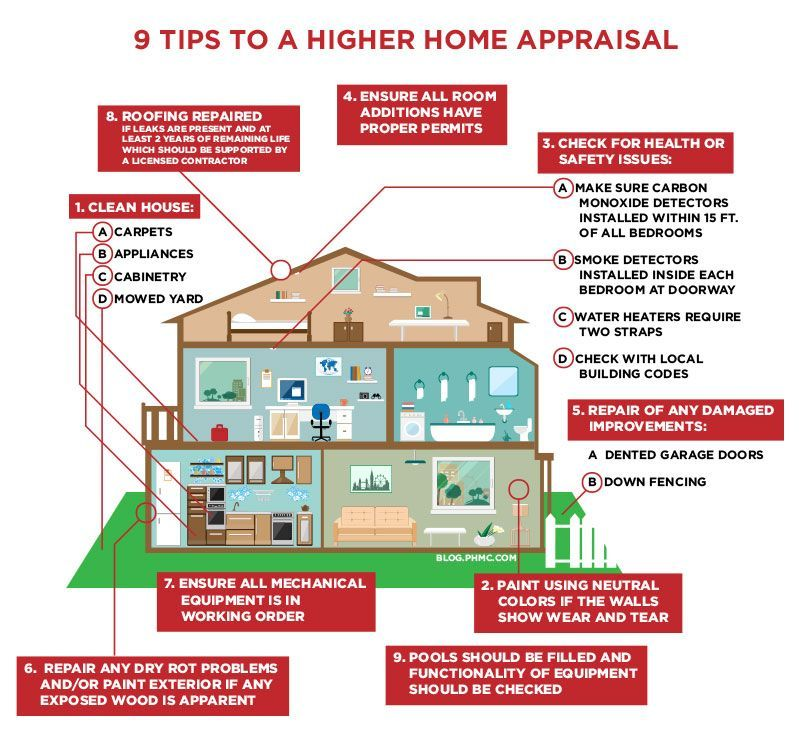 9 TIPS TO A HIGHER HOME APPRAISAL
8. ROOFING REPAIRED
IF LEAKS ARE PRESENT AND AT
LEAST 2 YEARS OF REMAINING LIFE
WHICH SHOULD BE SUPPORTED BY
A LICENSED CONTRACTOR
4. ENSURE ALL ROOM
ADDITIONS HAVE
PROPER PERMITS
3. CHECK FOR HEALTH OR
SAFETY ISSUES:
A MAKE SURE CARBON
MONOXIDE DETECTORS
INSTALLED WITHIN 15 FT.
OF ALL BEDROOMS
B SMOKE DETECTORS
INSTALLED INSIDE EACH
BEDROOM AT DOORWAY
C WATER HEATERS REQUIRE
TWO STRAPS
D CHECK WITH LOCAL
BUILDING CODES
1. CLEAN HOUSE:
A CARPETS
B APPLIANCES
C CABINETRY
D MOWED YARD
5. REPAIR OF ANY DAMAGED
IMPROVEMENTS:
A DENTED GARAGE DOORS
B DOWN FENCING
BLOG.PHMC.COM
7. ENSURE ALL MECHANICAL
EQUIPMENT IS IN
WORKING ORDER
2. PAINT USING NEUTRAL
COLORS IF THE WALLS
SHOW WEAR AND TEAR
6. REPAIR ANY DRY ROT PROBLEMS
AND/OR PAINT EXTERIOR IF ANY
EXPOSED WOOD IS APPARENT
9. POOLS SHOULD BE FILLED AND
FUNCTIONALITY OF EQUIPMENT
SHOULD BE CHECKED